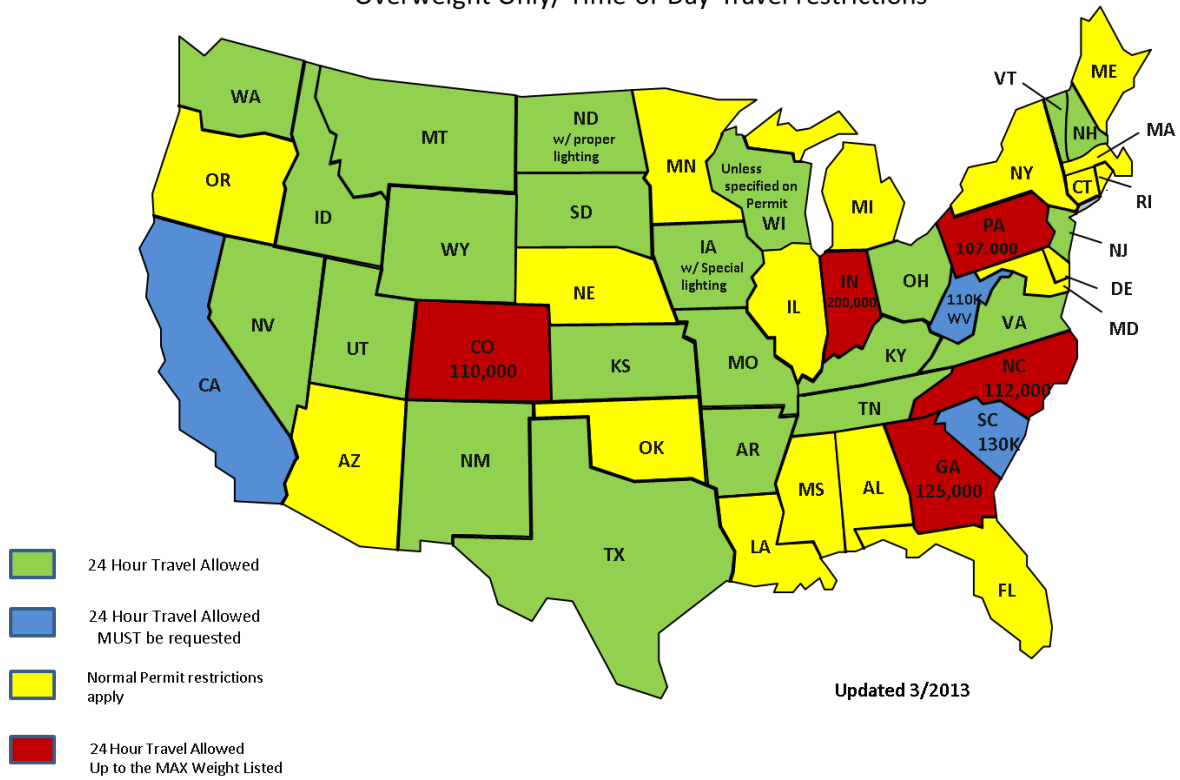 Overweight Only/ Time of Day Travel restrictions
ME
VT
WA
ND
w/ proper
lighting
MT
NH
MA
MN
OR
Unless
specified on
Permit
WI
NY
CT
RI
MI
SD
ID
PA
107.000
WY
IA
w/ Special
lighting
NJ
OH
IN
200,000
DE
NE
110K
WV
IL
MD
NV
VA
UT
CO
110,000
KY
KS
MO
NC
112,000
CA
TN
SC
130K
OK
AR
AZ
NM
GA
125,000
MS
AL
LA
TX
FL
24 Hour Travel Allowed
24 Hour Travel Allowed
MUST be requested
Normal Permit restrictions
apply
Updated 3/2013
24 Hour Travel Allowed
Up to the MAX Weight Listed